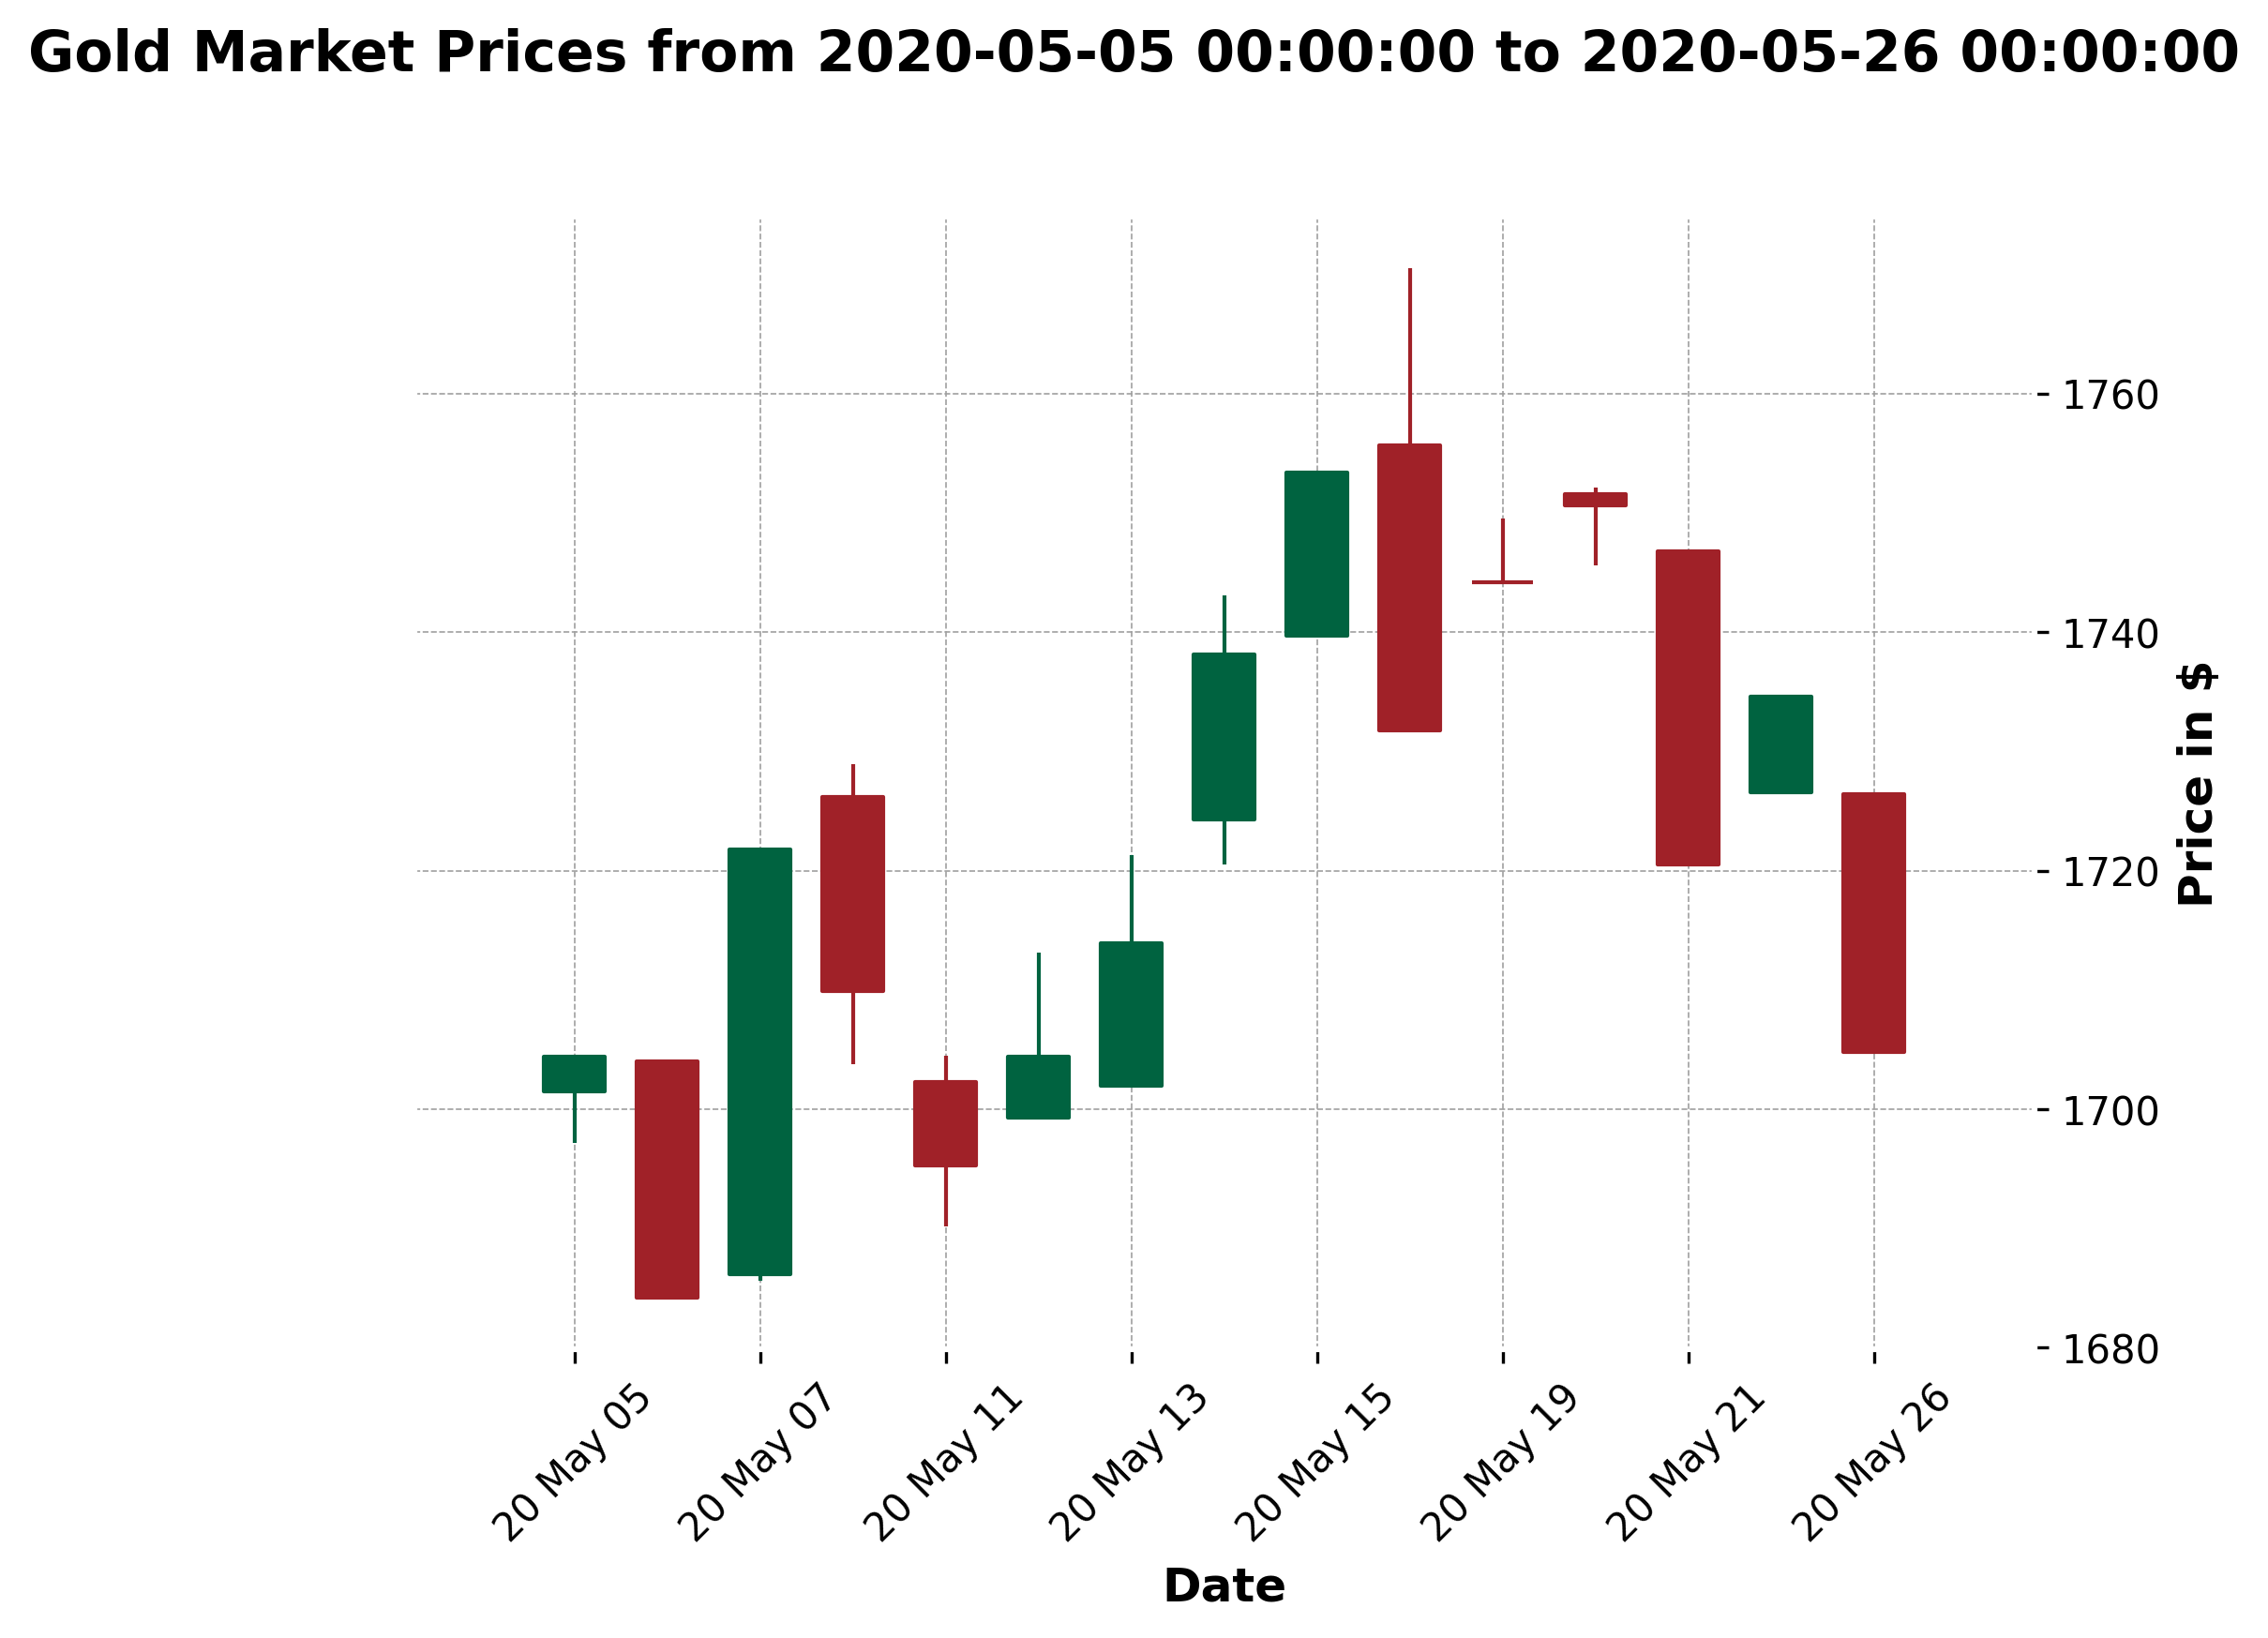 Gold Market Prices from 2020-05-05 00:00:00 to 2020-05-26 00:00:00
1760
1740
1720
1700
1680
Price in $
20 May 05
20 May 07
20 May 11
20 May 13
20 May 15
20 May 19
20 May 21
20 May 26
Date